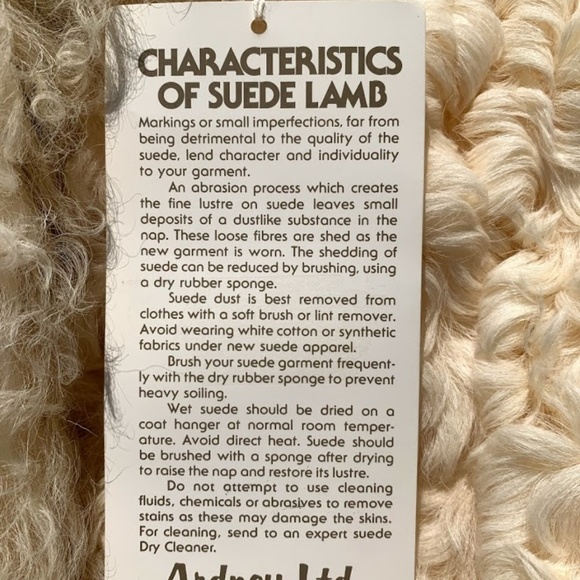 CHARACTERISTICS
OF SUEDE LAMB
Markings or small imperfections, far from
being detrimental to the quality of the
suede, lend character and individuality
to your garment.
An abrasion process which creates
the fine lustre on suede leaves small
deposits of a dustlike substance in the
nap. These loose fibres are shed as the
new garment is worn. The shedding of
suede can be reduced by brushing, using
a dry rubber sponge.
Suede dust is best removed from
clothes with a soft brush or lint remover.
Avoid wearing white cotton or synthetic
fabrics under new suede apparel.
Brush your suede garment frequent-
ly with the dry rubber sponge to prevent
heavy soiling.
Wet suede should be dried on a
coat hanger at normal room temper-
ature. Avoid direct heat. Suede should
be brushed with a sponge after drying
to raise the nap and restore its lustre.
Do not attempt to use cleaning
fluids, chemicals or abrasives to remove
stains as these may damage the skins.
For cleaning, send to an expert suede
Dry Cleaner.
Ardney Ltd.